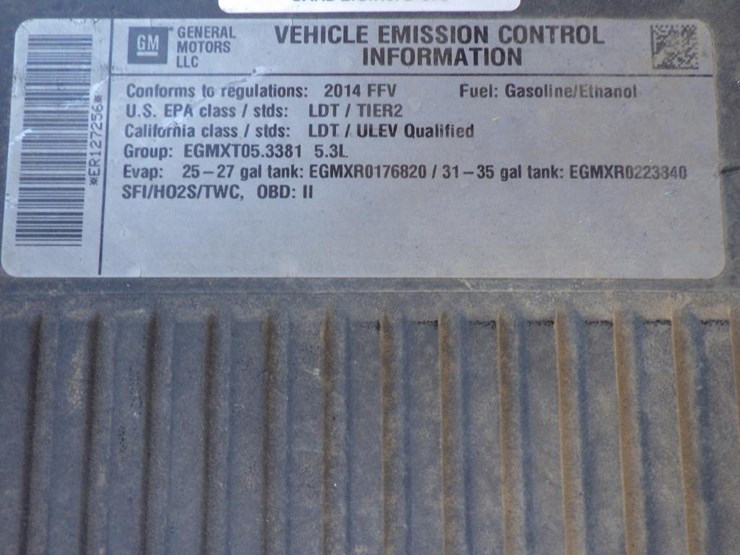 GM
GENERAL
MOTORS
LLC
VEHICLE EMISSION CONTROL
INFORMATION
Conforms to regulations: 2014 FFV Fuel: Gasoline/Ethanol
U.S. EPA class / stds: LDT / TIER2
California class / stds: LDT / ULEV Qualified
Group: EGMXT05.3381 5.3L
Evap: 25-27 gal tank: EGMXR0176820 / 31-35 gal tank: EGMXR0223340
SFI/HO2S/TWC, OBD: II
*ER127256*